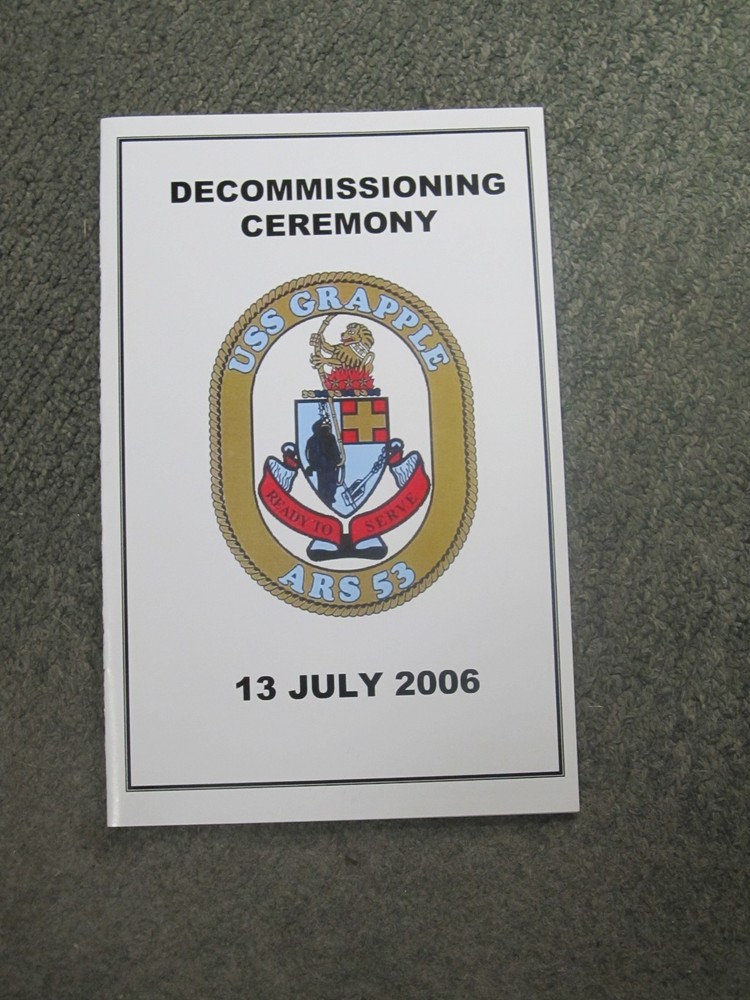 DECOMMISSIONING
CEREMONY
USS GRAPPLE
READY TO SERVE
ARS 53
13 JULY 2006